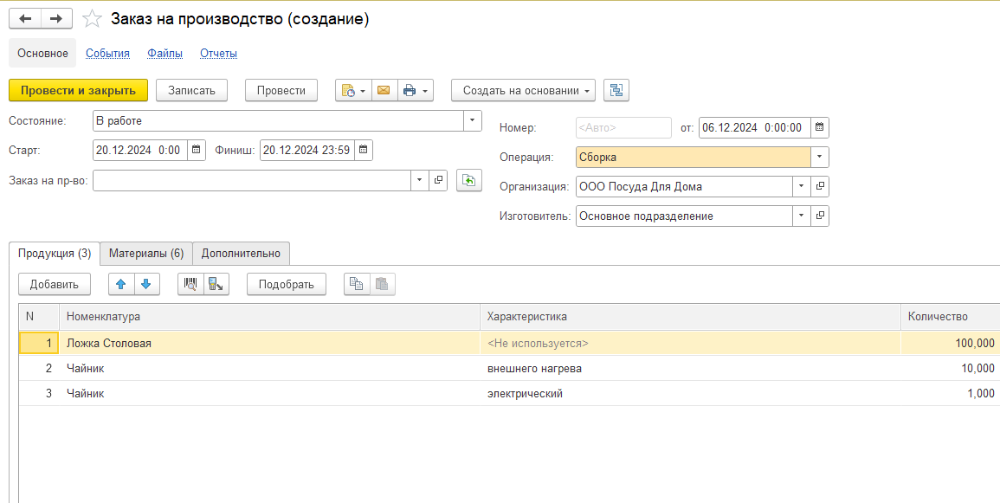 Заказ на производство (создание)
Основное События Файлы Отчеты
Провести и закрыть Записать Провести Создать на основании
Состояние: В работе
Номер: <Авто> от: 06.12.2024 0:00:00
Старт: 20.12.2024 0:00 Финиш: 20.12.2024 23:59
Операция: Сборка
Заказ на пр-во:
Организация: ООО Посуда Для Дома
Изготовитель: Основное подразделение
Продукция (3) Материалы (6) Дополнительно
Добавить Подобрать
N Номенклатура Характеристика Количество
1 Ложка Столовая <Не используется> 100,000
2 Чайник внешнего нагрева 10,000
3 Чайник электрический 1,000